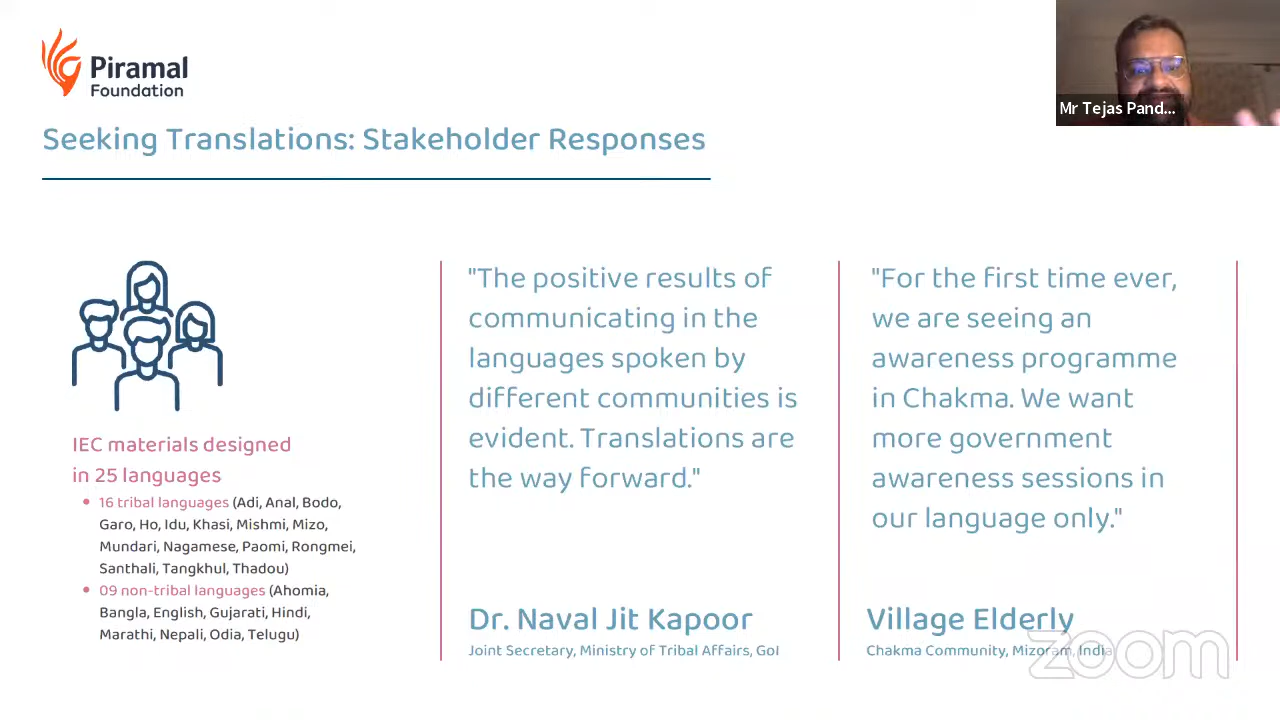 Piramal
Foundation
Mr Tejas Pand...
Seeking Translations: Stakeholder Responses
IEC materials designed
in 25 languages
• 16 tribal languages (Adi, Anal, Bodo,
Garo, Ho, Idu, Khasi, Mishmi, Mizo,
Mundari, Nagamese, Paomi, Rongmei,
Santhali, Tangkhul, Thadou)
• 09 non-tribal languages (Ahomia,
Bangla, English, Gujarati, Hindi,
Marathi, Nepali, Odia, Telugu)
"The positive results of
communicating in the
languages spoken by
different communities is
evident. Translations are
the way forward."
Dr. Naval Jit Kapoor
Joint Secretary, Ministry of Tribal Affairs, GoI
"For the first time ever,
we are seeing an
awareness programme
in Chakma. We want
more government
awareness sessions in
our language only."
Village Elderly
Chakma Community, Mizoram, India
zoom